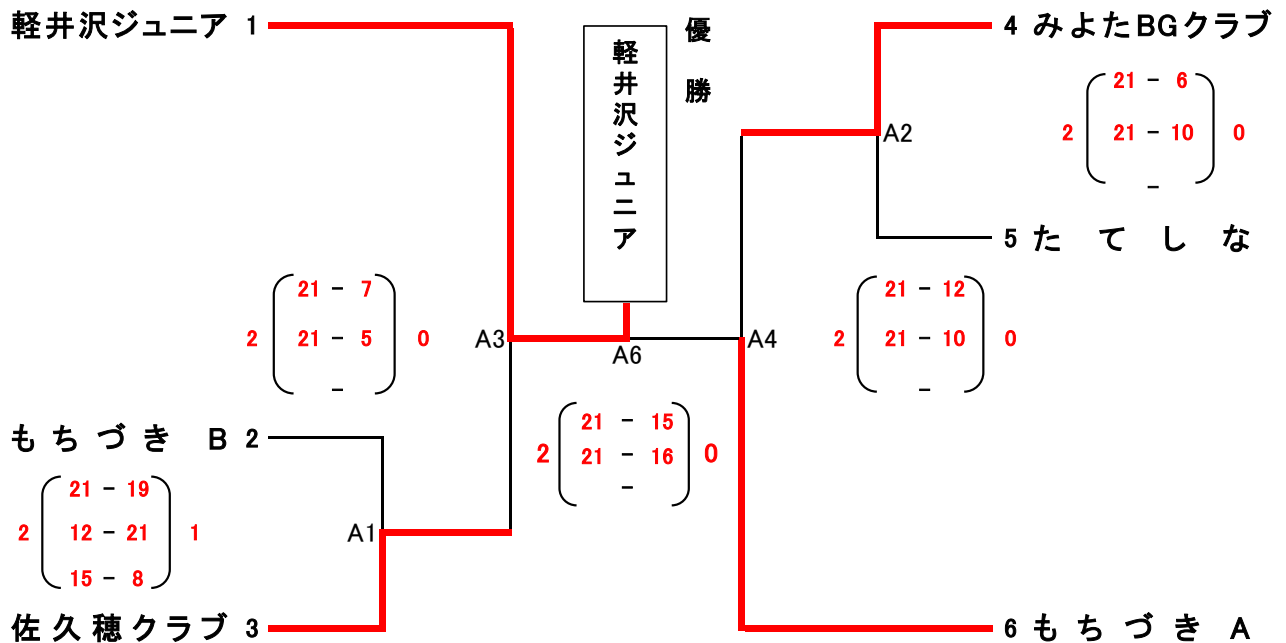 軽井沢ジュニア 1
優勝
軽井沢ジュニア
4 みよたBGクラブ
21 - 6
2 21 - 10 0
-
A2
5 たてしな
21 - 7
2 21 - 5 0
-
A3
A6
A4
21 - 12
2 21 - 10 0
-
21 - 15
2 21 - 16 0
-
もちづき B 2
21 - 19
2 12 - 21 1
15 - 8
A1
佐久穂クラブ 3
6 もちづき A